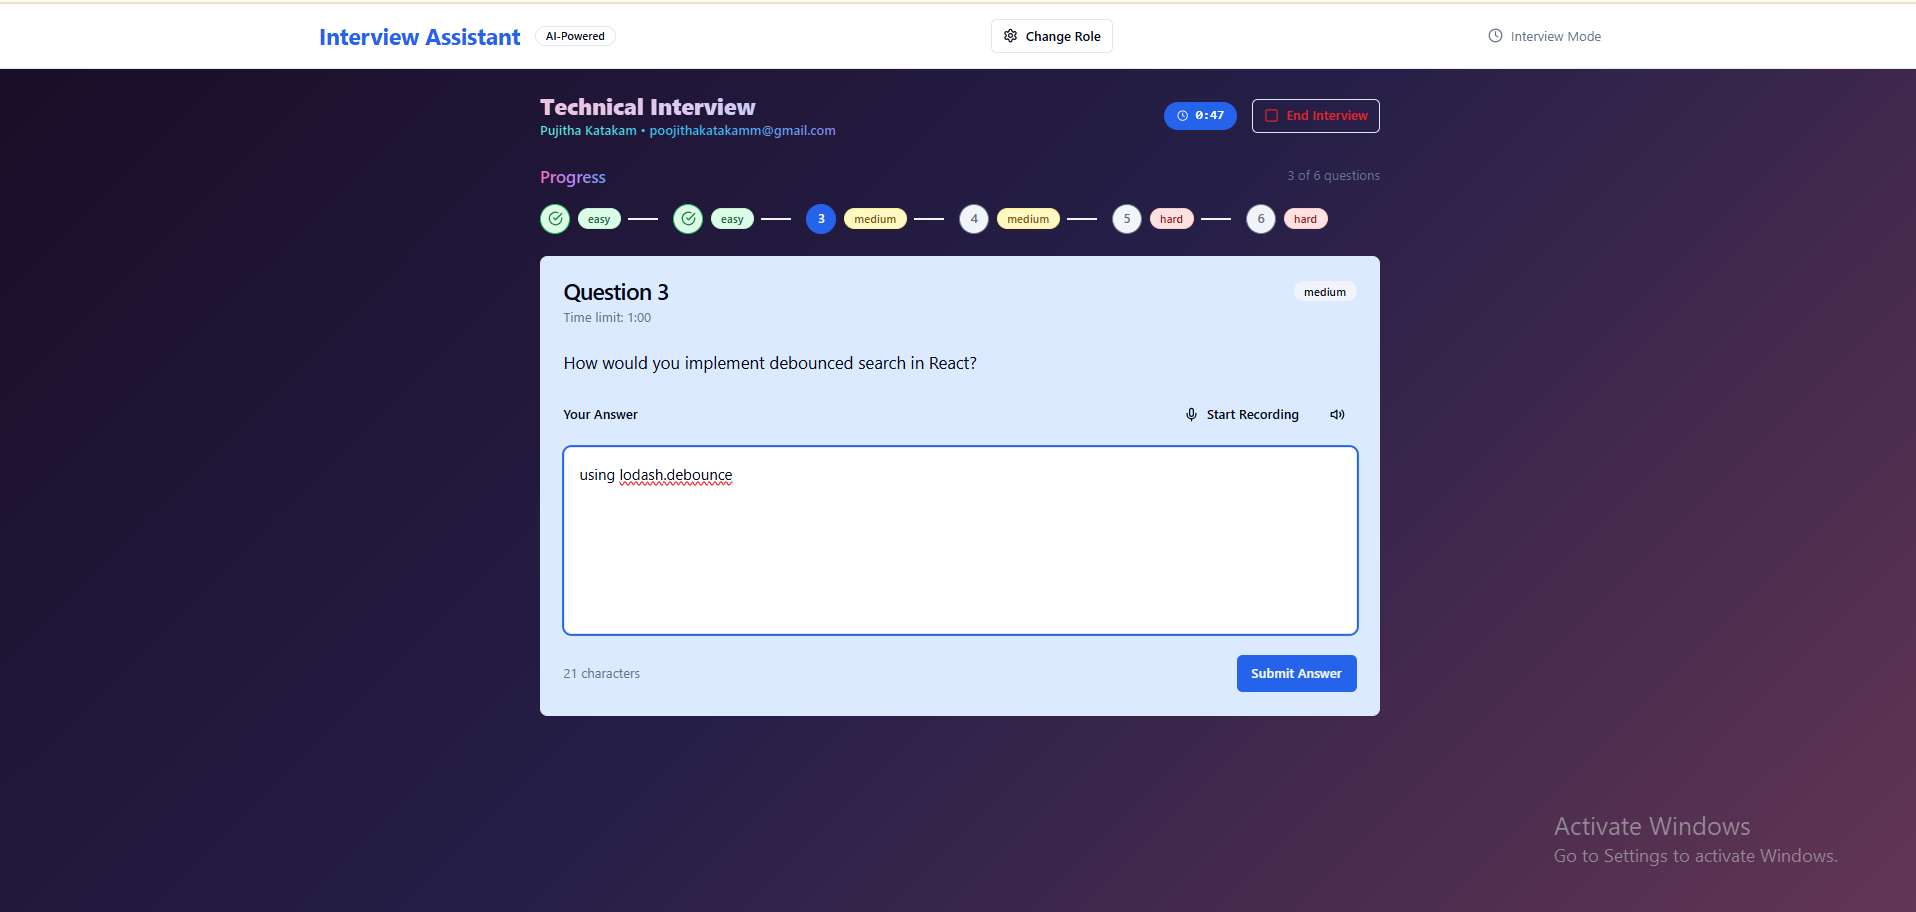 Interview Assistant AI-Powered Change Role Interview Mode
Technical Interview
Pujitha Katakam • poojithakatakamm@gmail.com
0:47 End Interview
Progress 3 of 6 questions
easy easy 3 medium 4 medium 5 hard 6 hard
Question 3 medium
Time limit: 1:00
How would you implement debounced search in React?
Your Answer Start Recording
using lodash.debounce
21 characters Submit Answer
Activate Windows
Go to Settings to activate Windows.